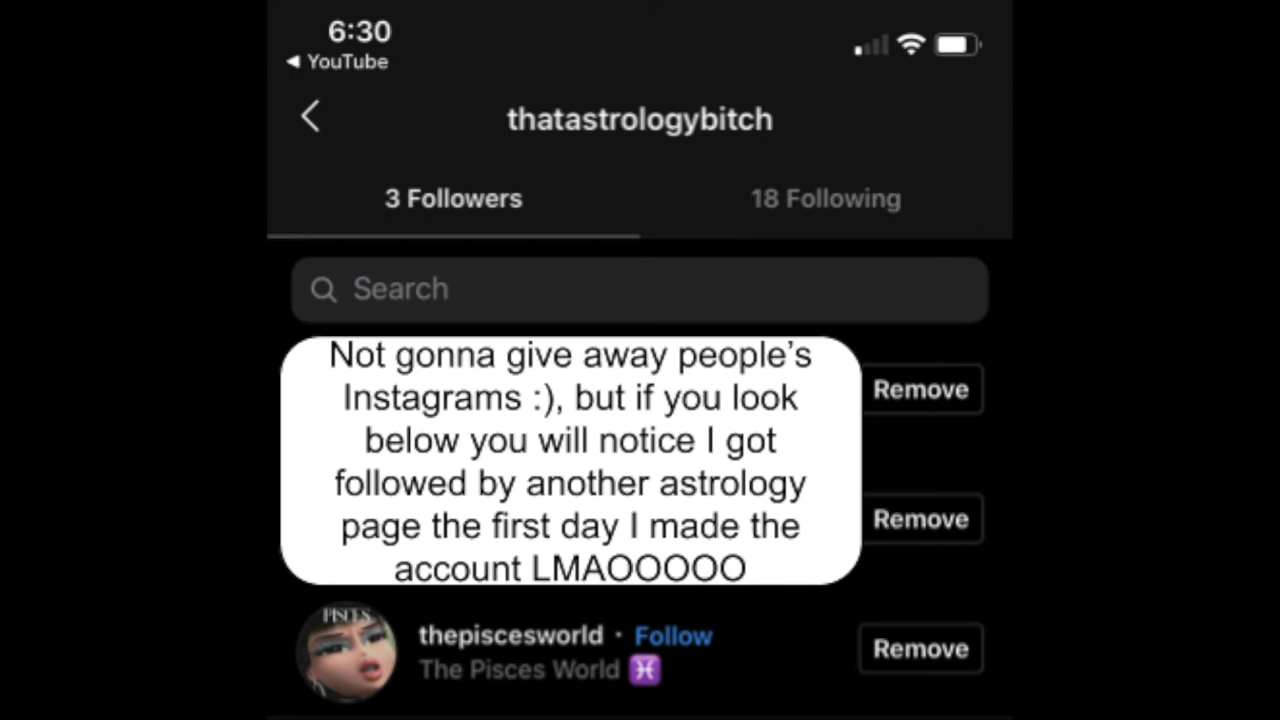 6:30
◀ YouTube
thatastrologybitch
3 Followers
18 Following
Search
Not gonna give away people’s
Instagrams :), but if you look
below you will notice I got
followed by another astrology
page the first day I made the
account LMAOOOOO
Remove
Remove
PISCES
thepiscesworld · Follow
The Pisces World ♓
Remove